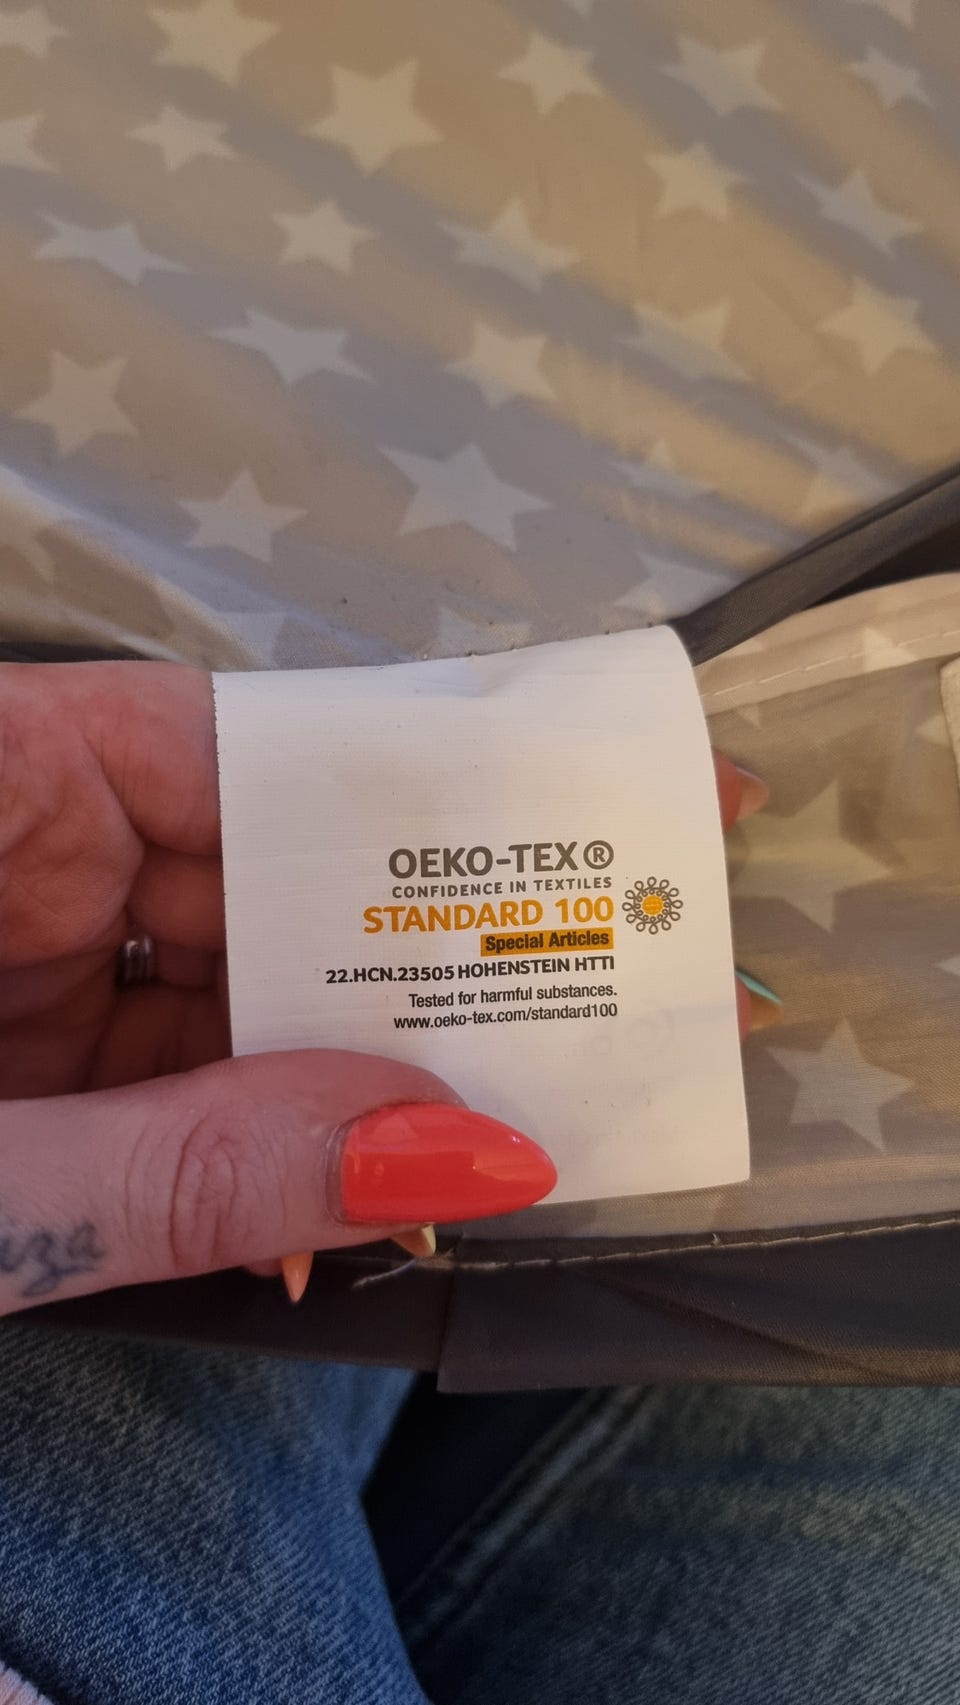 OEKO-TEX®
CONFIDENCE IN TEXTILES
STANDARD 100
Special Articles
22.HCN.23505 HOHENSTEIN HTTI
Tested for harmful substances.
www.oeko-tex.com/standard100